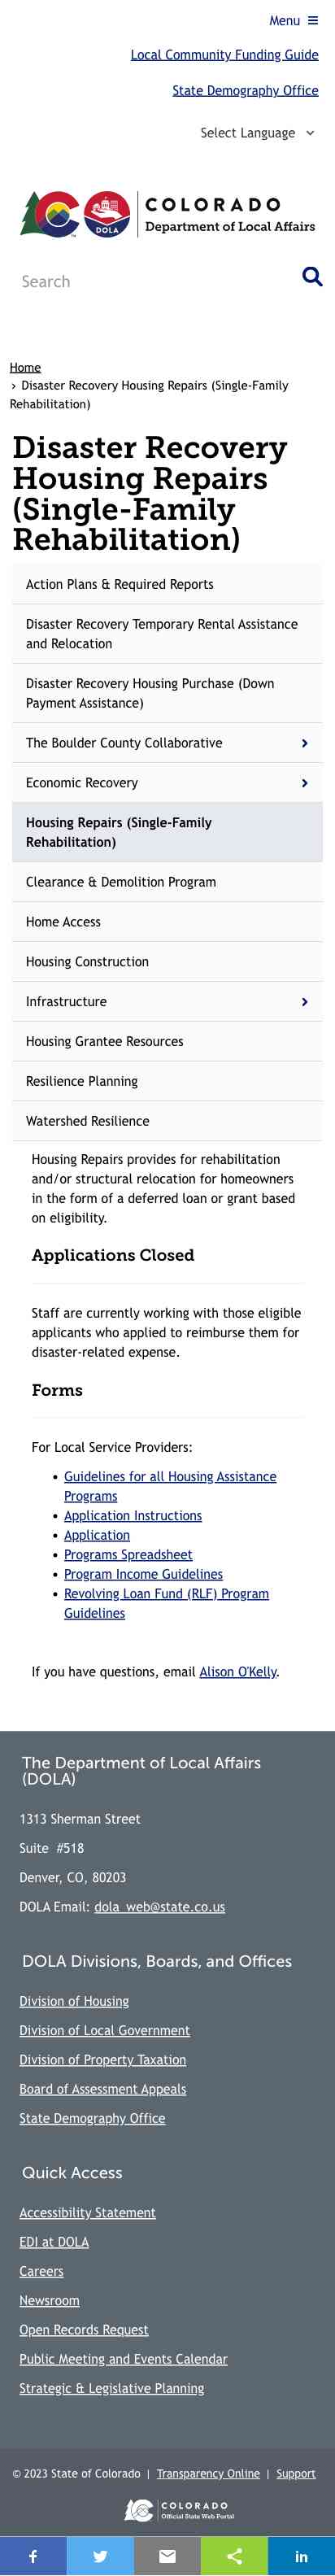 Menu
Local Community Funding Guide
State Demography Office
Select Language
DOLA
COLORADO
Department of Local Affairs
Search
Home
› Disaster Recovery Housing Repairs (Single-Family
Rehabilitation)
Disaster Recovery
Housing Repairs
(Single-Family
Rehabilitation)
Action Plans & Required Reports
Disaster Recovery Temporary Rental Assistance
and Relocation
Disaster Recovery Housing Purchase (Down
Payment Assistance)
The Boulder County Collaborative
Economic Recovery
Housing Repairs (Single-Family
Rehabilitation)
Clearance & Demolition Program
Home Access
Housing Construction
Infrastructure
Housing Grantee Resources
Resilience Planning
Watershed Resilience
Housing Repairs provides for rehabilitation
and/or structural relocation for homeowners
in the form of a deferred loan or grant based
on eligibility.
Applications Closed
Staff are currently working with those eligible
applicants who applied to reimburse them for
disaster-related expense.
Forms
For Local Service Providers:
• Guidelines for all Housing Assistance
Programs
• Application Instructions
• Application
• Programs Spreadsheet
• Program Income Guidelines
• Revolving Loan Fund (RLF) Program
Guidelines
If you have questions, email Alison O'Kelly.
The Department of Local Affairs
(DOLA)
1313 Sherman Street
Suite #518
Denver, CO, 80203
DOLA Email: dola_web@state.co.us
DOLA Divisions, Boards, and Offices
Division of Housing
Division of Local Government
Division of Property Taxation
Board of Assessment Appeals
State Demography Office
Quick Access
Accessibility Statement
EDI at DOLA
Careers
Newsroom
Open Records Request
Public Meeting and Events Calendar
Strategic & Legislative Planning
© 2023 State of Colorado | Transparency Online | Support
COLORADO
Official State Web Portal